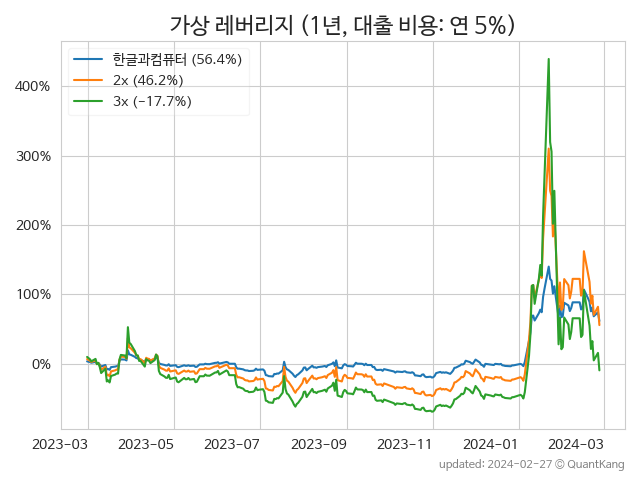 가상 레버리지 (1년, 대출 비용: 연 5%)
한글과컴퓨터 (56.4%)
2x (46.2%)
3x (-17.7%)
400%
300%
200%
100%
0%
2023-03 2023-05 2023-07 2023-09 2023-11 2024-01 2024-03
updated: 2024-02-27 © QuantKang